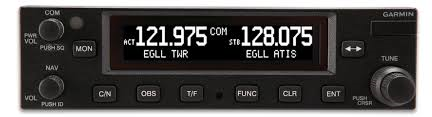 COM
GARMIN
PWR
VOL
PUSH SQ
MON
ACT 121.975 COM STB 128.075
EGLL TWR EGLL ATIS
NAV
TUNE
VOL
PUSH ID
C/N OBS T/F FUNC CLR ENT
PUSH
CRSR